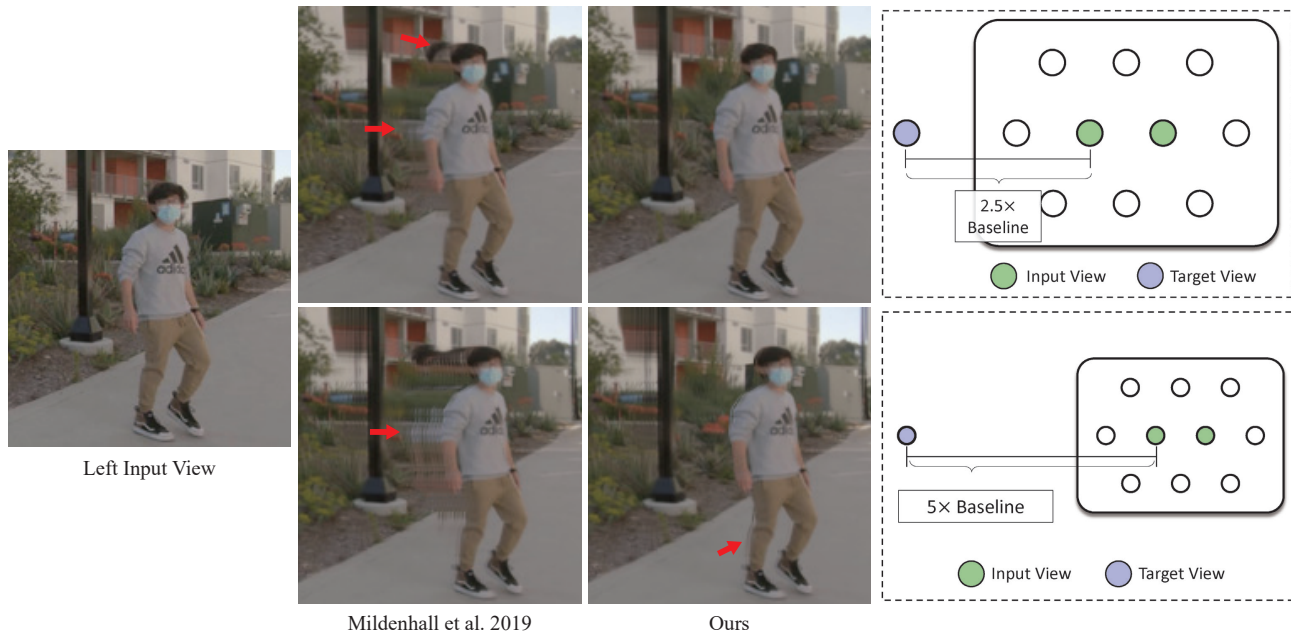 adidas
adidas
2.5×
Baseline
Input View
Target View
adidas
Left Input View
adidas
adidas
5× Baseline
Input View
Target View
Mildenhall et al. 2019
Ours